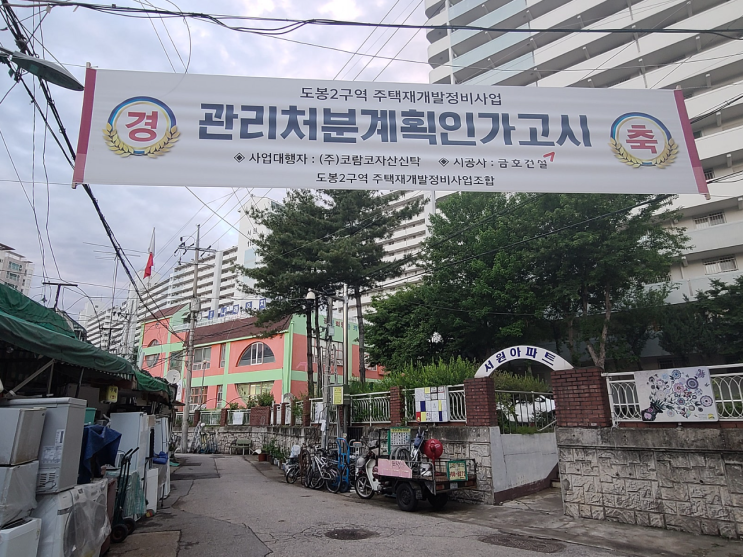 도봉2구역 주택재개발정비사업
경 관리처분계획인가고시 축
◈ 사업대행자 : (주)코람코자산신탁 ◈ 시공사 : 금호건설
도봉2구역 주택재개발정비사업조합
서원아파트